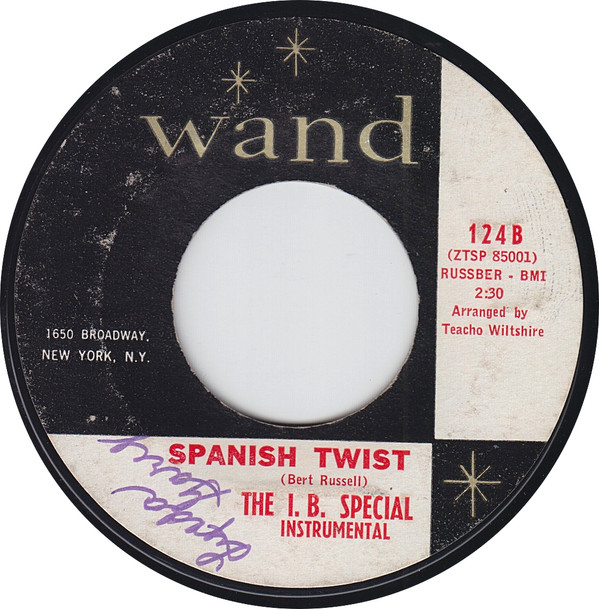 wand
124B
(ZTSP 85001)
RUSSBER - BMI
2:30
Arranged by
Teacho Wiltshire
1650 BROADWAY,
NEW YORK, N.Y.
SPANISH TWIST
(Bert Russell)
THE I. B. SPECIAL
INSTRUMENTAL